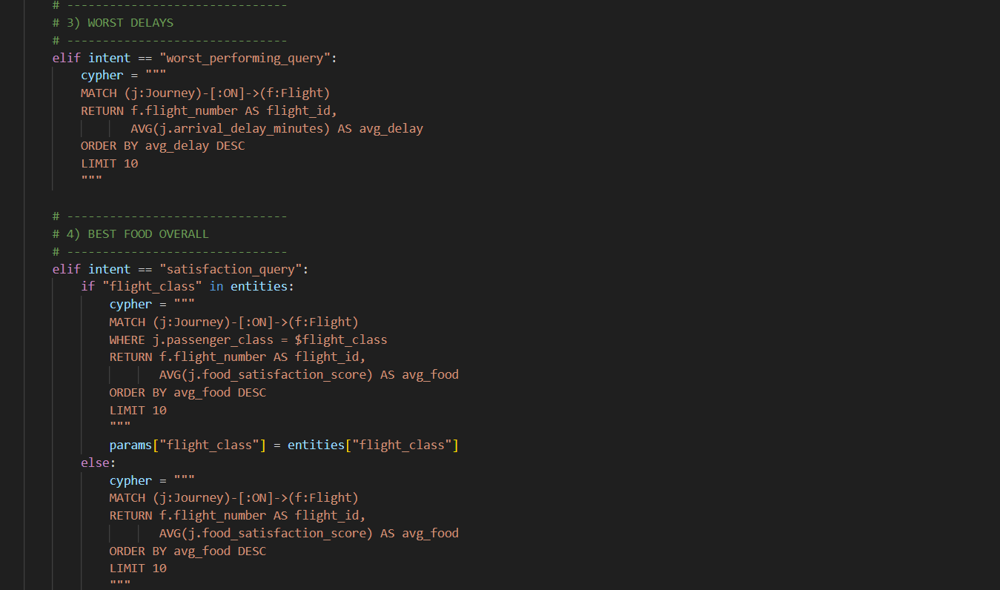 # -------------------------------
# 3) WORST DELAYS
# -------------------------------
elif intent == "worst_performing_query":
    cypher = """
    MATCH (j:Journey)-[:ON]->(f:Flight)
    RETURN f.flight_number AS flight_id,
           AVG(j.arrival_delay_minutes) AS avg_delay
    ORDER BY avg_delay DESC
    LIMIT 10
    """
# -------------------------------
# 4) BEST FOOD OVERALL
# -------------------------------
elif intent == "satisfaction_query":
    if "flight_class" in entities:
        cypher = """
        MATCH (j:Journey)-[:ON]->(f:Flight)
        WHERE j.passenger_class = $flight_class
        RETURN f.flight_number AS flight_id,
               AVG(j.food_satisfaction_score) AS avg_food
        ORDER BY avg_food DESC
        LIMIT 10
        """
        params["flight_class"] = entities["flight_class"]
    else:
        cypher = """
        MATCH (j:Journey)-[:ON]->(f:Flight)
        RETURN f.flight_number AS flight_id,
               AVG(j.food_satisfaction_score) AS avg_food
        ORDER BY avg_food DESC
        LIMIT 10
        """